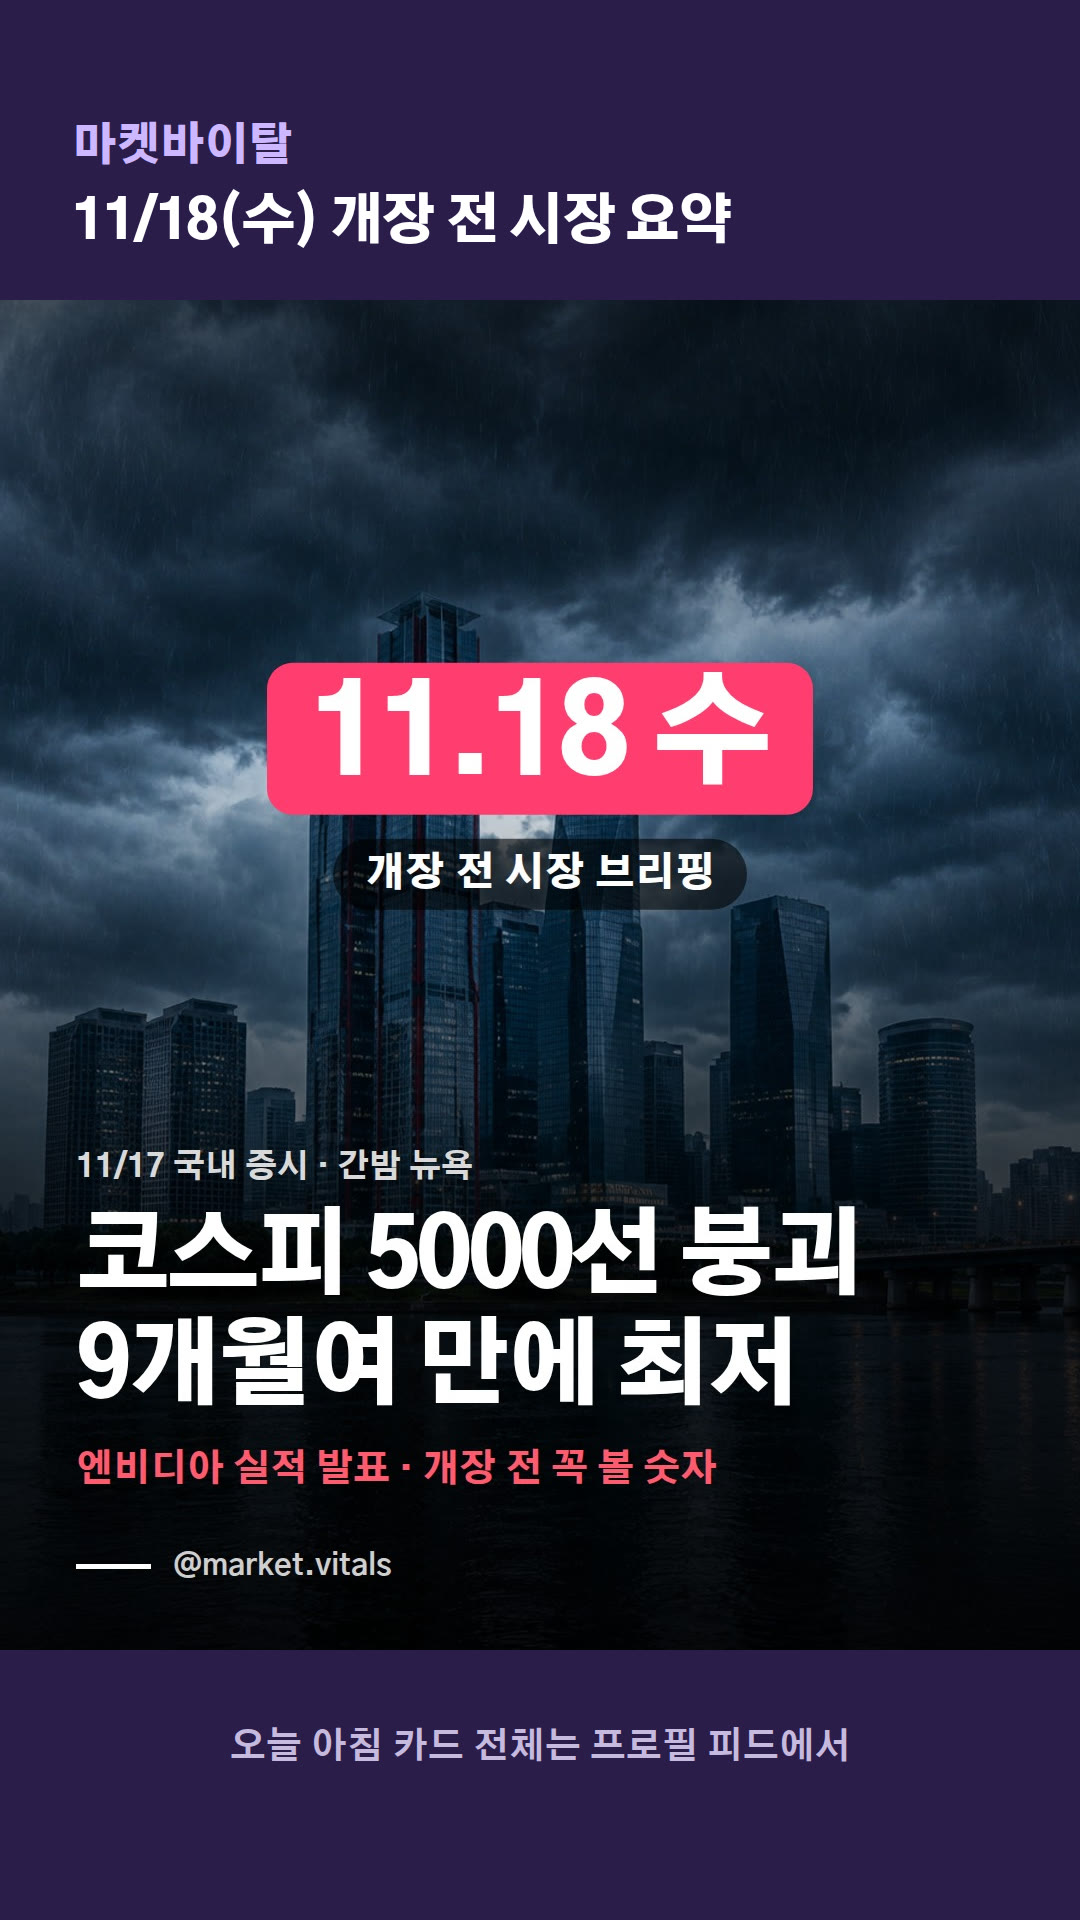 마켓바이탈
11/18(수) 개장 전 시장 요약
11.18 수
개장 전 시장 브리핑
11/17 국내 증시 · 간밤 뉴욕
코스피 5000선 붕괴
9개월여 만에 최저
엔비디아 실적 발표 · 개장 전 꼭 볼 숫자
@market.vitals
오늘 아침 카드 전체는 프로필 피드에서